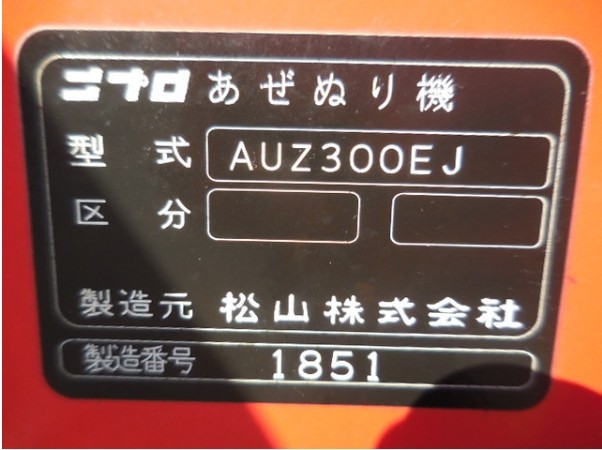 ニプロ あぜぬり機
型式 AUZ300EJ
区分
製造元 松山株式会社
製造番号 1851